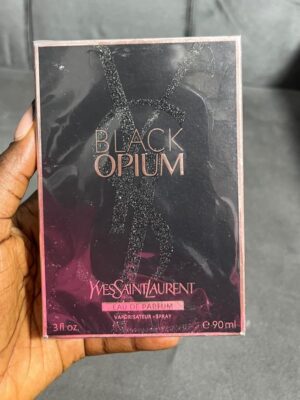 BLACK
OPIUM
YVESSAINTLAURENT
EAU DE PARFUM
VAPORISATEUR • SPRAY
3 fl oz. ℮ 90 ml